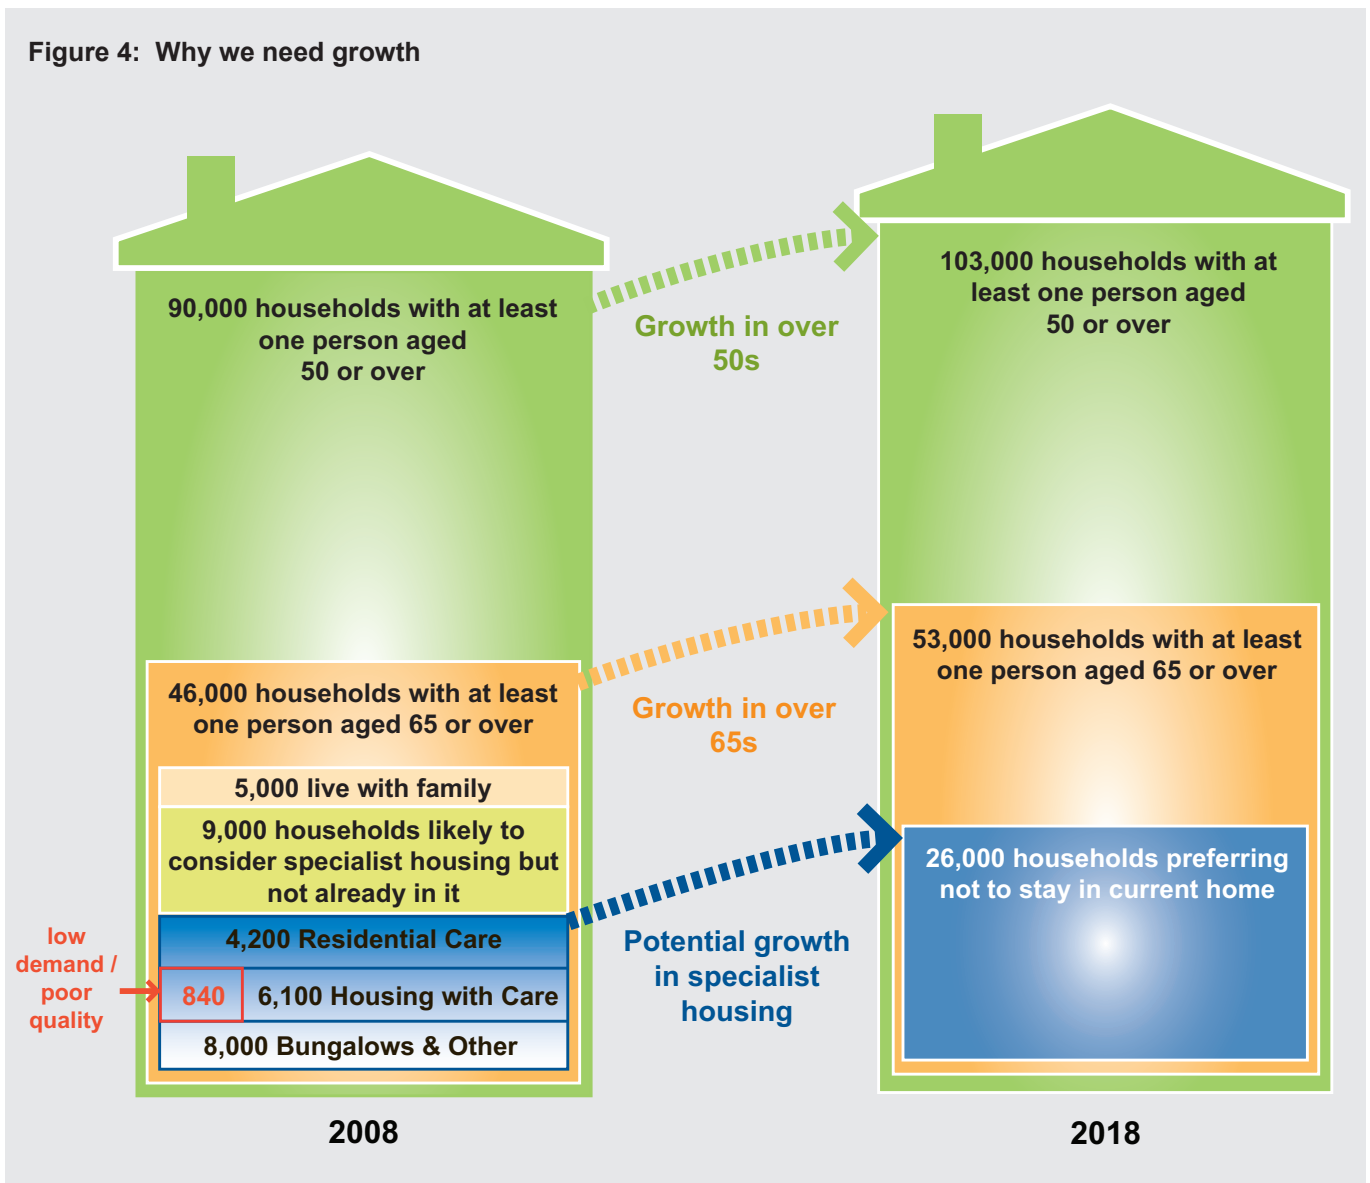 Figure 4:  Why we need growth
90,000 households with at least
one person aged
50 or over
Growth in over
50s
103,000 households with at
least one person aged
50 or over
46,000 households with at least
one person aged 65 or over
Growth in over
65s
53,000 households with at least
one person aged 65 or over
5,000 live with family
9,000 households likely to
consider specialist housing but
not already in it
4,200 Residential Care
low
demand /
poor
quality
840
6,100 Housing with Care
8,000 Bungalows & Other
Potential growth
in specialist
housing
26,000 households preferring
not to stay in current home
2008
2018